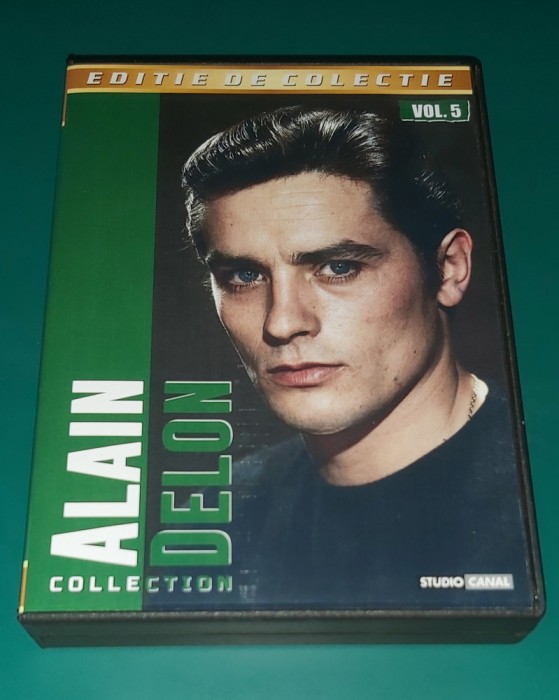 EDITIE DE COLECTIE
VOL. 5
ALAIN
DELON
COLLECTION
STUDIO CANAL